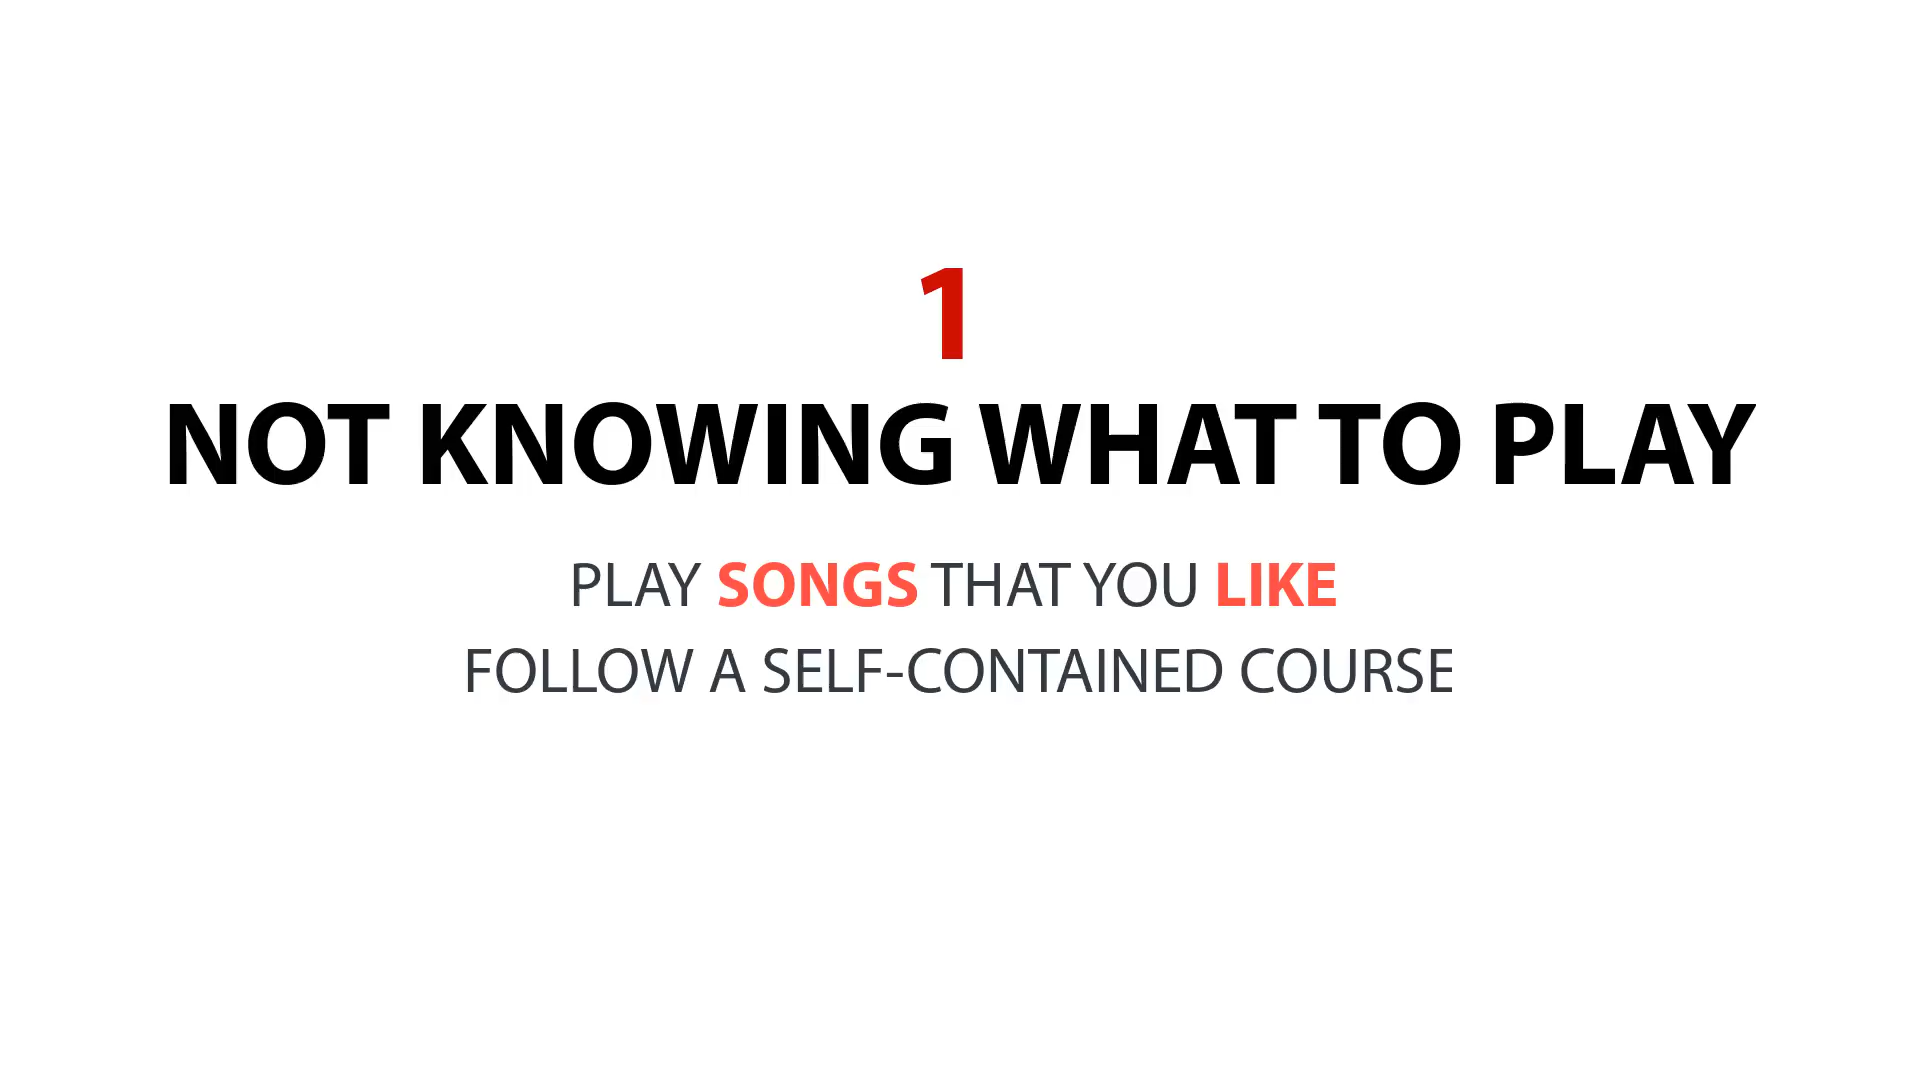 1
NOT KNOWING WHAT TO PLAY
PLAY SONGS THAT YOU LIKE
FOLLOW A SELF-CONTAINED COURSE